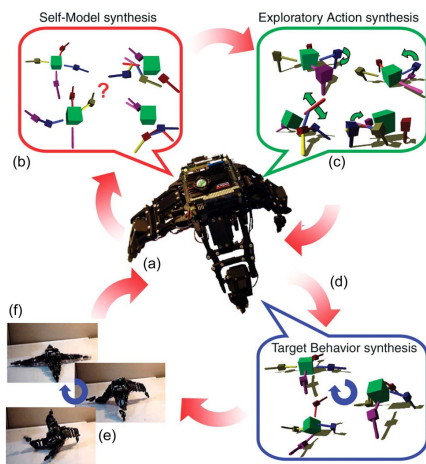 Self-Model synthesis
Exploratory Action synthesis
?
(b)
(c)
(a)
(d)
(f)
Target Behavior synthesis
(e)